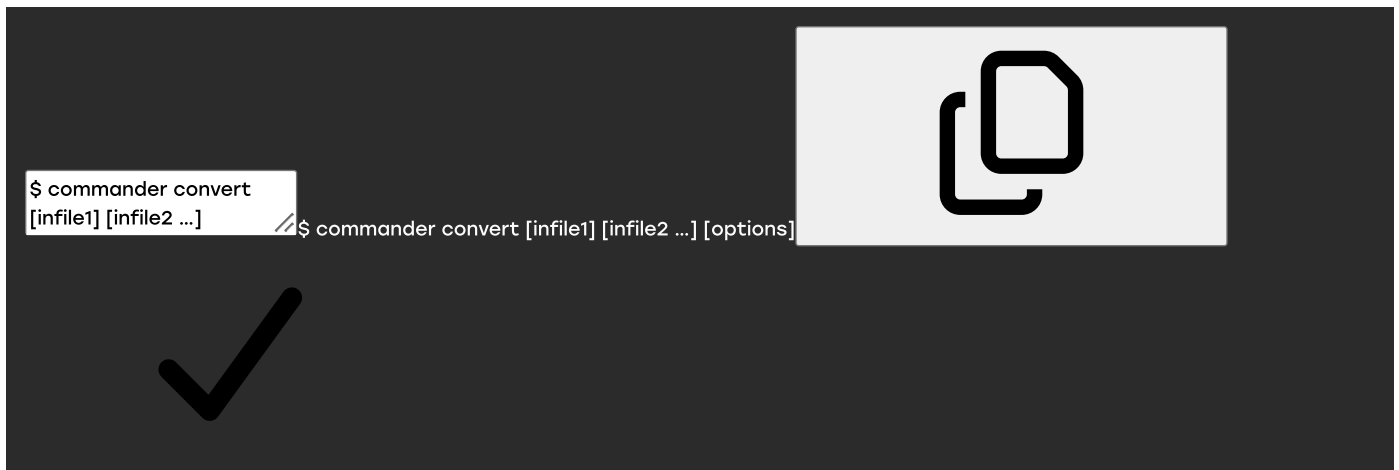 $ commander convert
[infile1] [infile2 ...]
$ commander convert [infile1] [infile2 ...] [options]